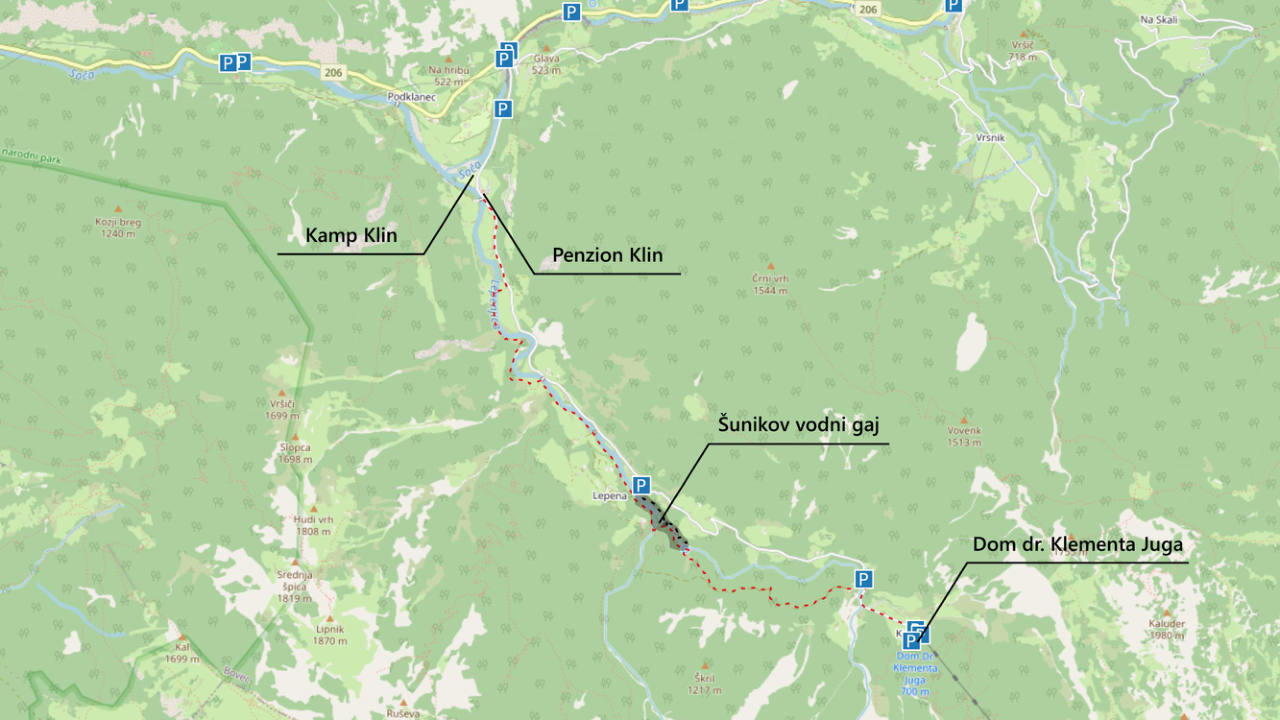 P
P
P
206
Na Skali
P
P
Glava
523 m
Vršič
718 m
P
P
206
Na hribu
522 m
Soča
Podklanec
P
Vrsnik
narodni park
Soča
Kozji breg
1240 m
Kamp Klin
Penzion Klin
Črni vrh
1544 m
Vršiči
1699 m
Šunikov vodni gaj
Vovenk
1513 m
Slopca
1698 m
P
Lepena
Hudi vrh
1808 m
Dom dr. Klementa Juga
Srednja
špica
1819 m
P
Lipnik
1870 m
Kaluder
1980 m
P
P
Kal
1699 m
Dom Dr.
Klementa
Juga
700 m
Bovec
Škril
1217 m
Ruševa